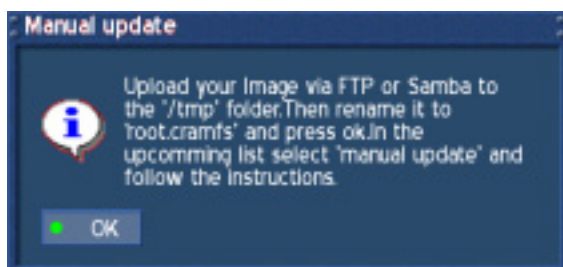 Manual update
Upload your Image via FTP or Samba to
the '/tmp' folder.Then rename it to
'root.cramfs' and press ok.In the
upcomming list select 'manual update' and
follow the instructions.
OK